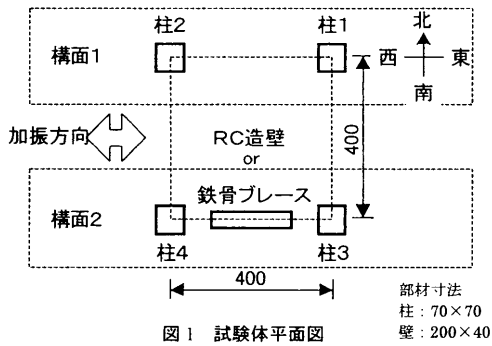 柱2
柱1
北
構面1
西
東
南
加振方向
RC造壁
or
400
鉄骨ブレース
構面2
柱4
柱3
400
部材寸法
柱：70×70
壁：200×40
図1 試験体平面図